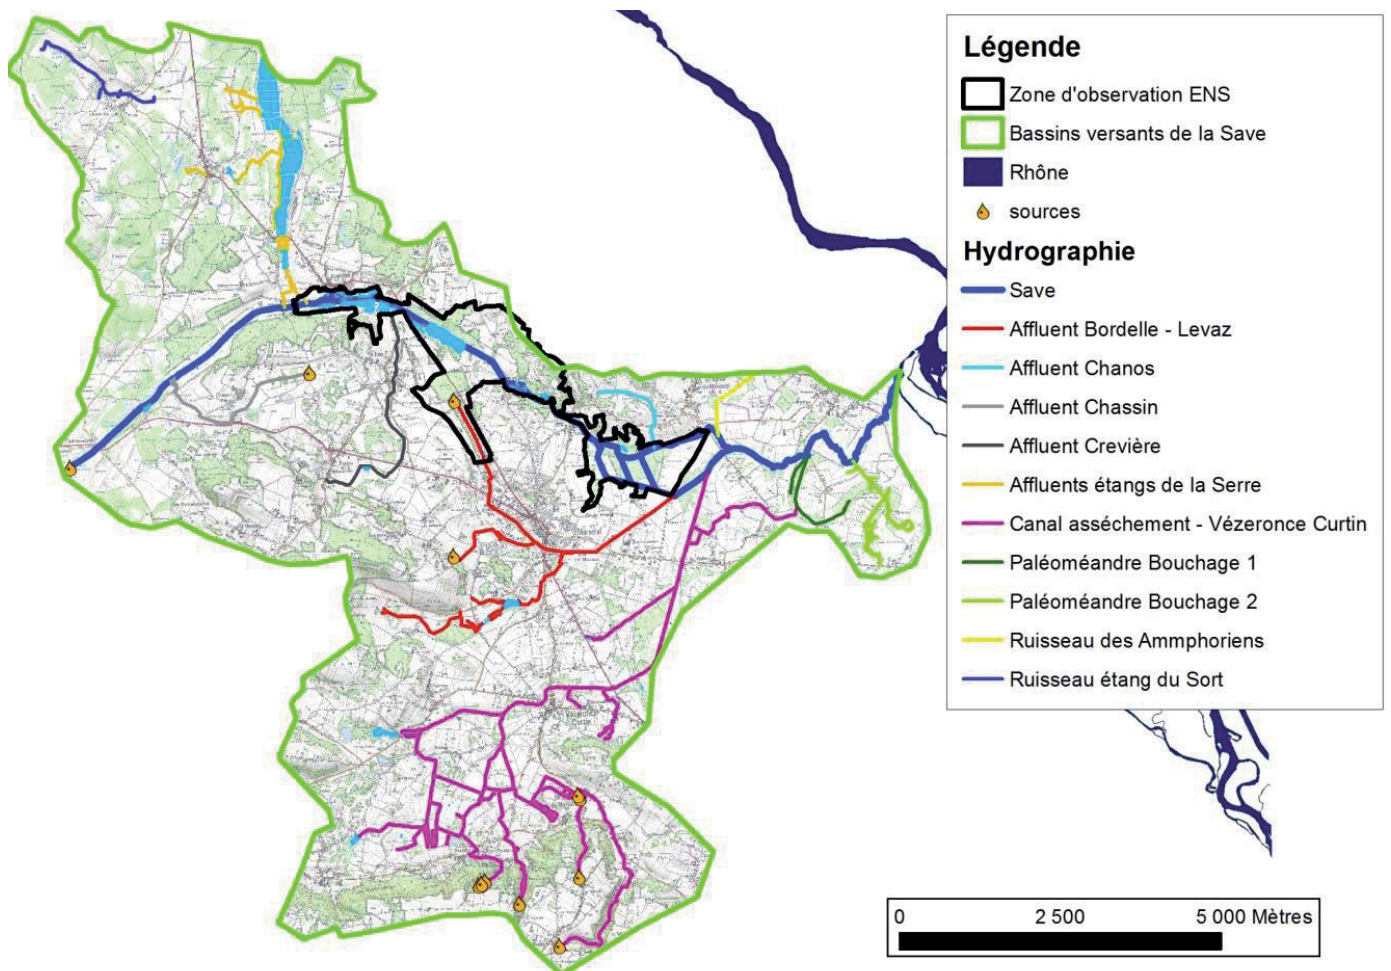 Légende
Zone d'observation ENS
Bassins versants de la Save
Rhône
sources
Hydrographie
Save
Affluent Bordelle - Levaz
Affluent Chanos
Affluent Chassin
Affluent Crevière
Affluents étangs de la Serre
Canal asséchement - Vézeronce Curtin
Paléoméandre Bouchage 1
Paléoméandre Bouchage 2
Ruisseau des Ammphoriens
Ruisseau étang du Sort
0 2 500 5 000 Mètres